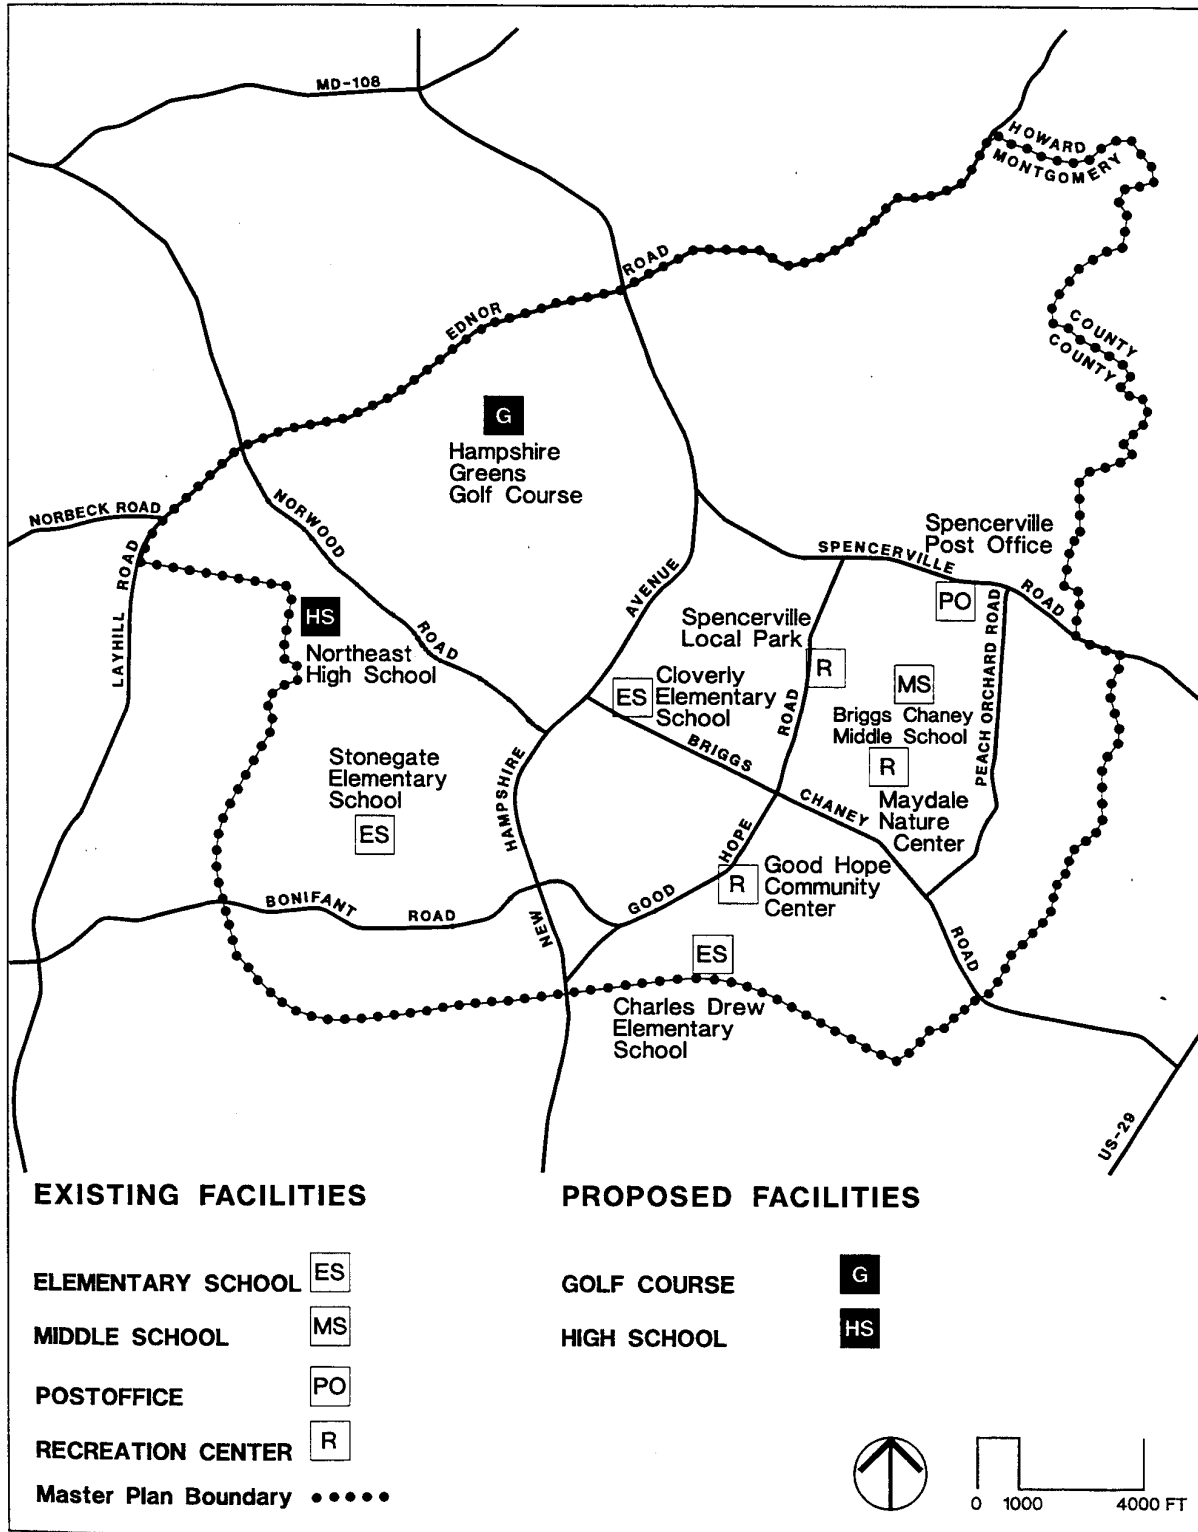 MD-108
HOWARD
MONTGOMERY
ROAD
EDNOR
COUNTY
COUNTY
G
Hampshire
Greens
Golf Course
NORBECK ROAD
NORWOOD
ROAD
LAYHILL ROAD
HS
Northeast
High School
AVENUE
HAMPSHIRE
NEW
Spencerville
Post Office
SPENCERVILLE
ROAD
PO
Spencerville
Local Park
R
Cloverly
Elementary
School
ES
MS
Briggs Chaney
Middle School
PEACH ORCHARD ROAD
R
Maydale
Nature
Center
ROAD
HOPE
GOOD
BRIGGS
CHANEY
ROAD
Stonegate
Elementary
School
ES
R
Good Hope
Community
Center
BONIFANT ROAD
ES
Charles Drew
Elementary
School
US-29
EXISTING FACILITIES
ELEMENTARY SCHOOL ES
MIDDLE SCHOOL MS
POSTOFFICE PO
RECREATION CENTER R
Master Plan Boundary
PROPOSED FACILITIES
GOLF COURSE G
HIGH SCHOOL HS
0 1000 4000 FT